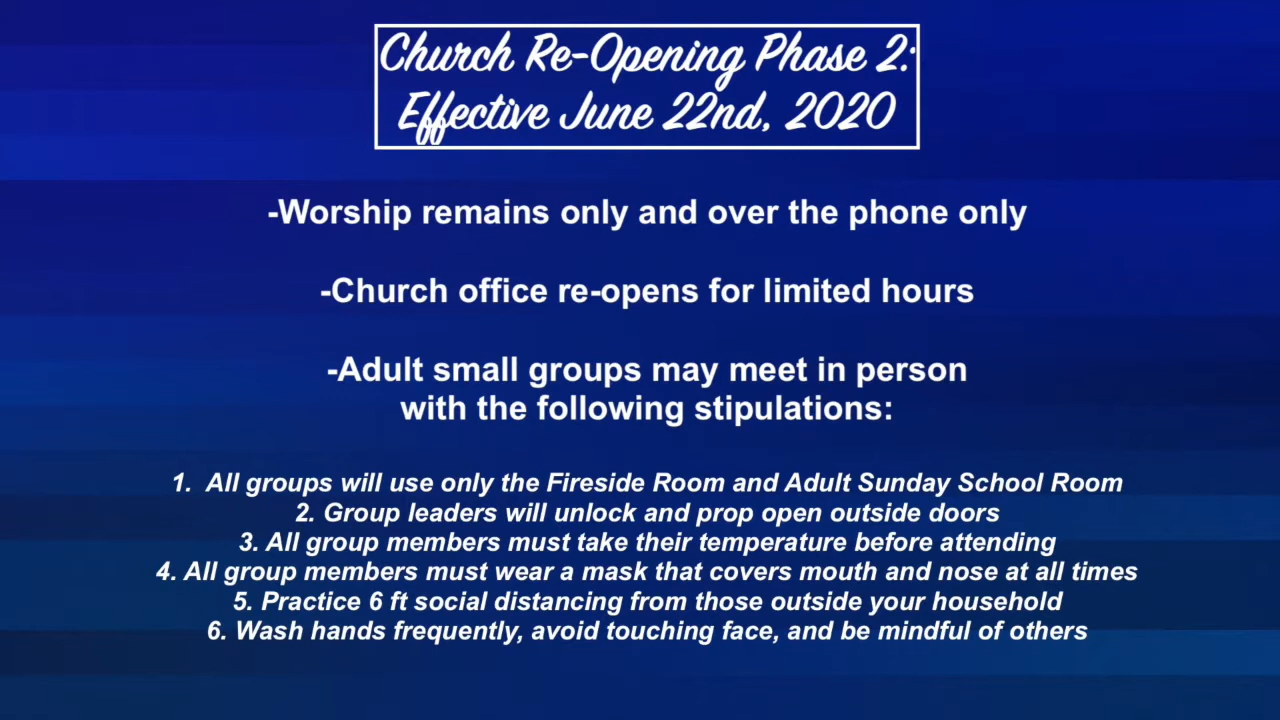 Church Re-Opening Phase 2:
Effective June 22nd, 2020
-Worship remains only and over the phone only
-Church office re-opens for limited hours
-Adult small groups may meet in person
with the following stipulations:
1.  All groups will use only the Fireside Room and Adult Sunday School Room
2. Group leaders will unlock and prop open outside doors
3. All group members must take their temperature before attending
4. All group members must wear a mask that covers mouth and nose at all times
5. Practice 6 ft social distancing from those outside your household
6. Wash hands frequently, avoid touching face, and be mindful of others